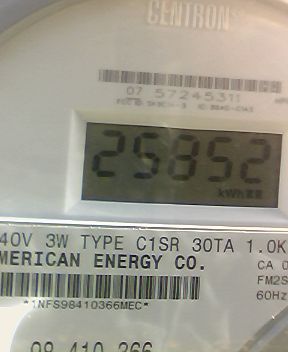 CENTRON
07 57245311
25852
kWh
40V 3W TYPE C1SR 30TA 1.0K
MERICAN ENERGY CO.
CA 0
FM2S
60Hz
*1NFS98410366MEC*
98 410 366